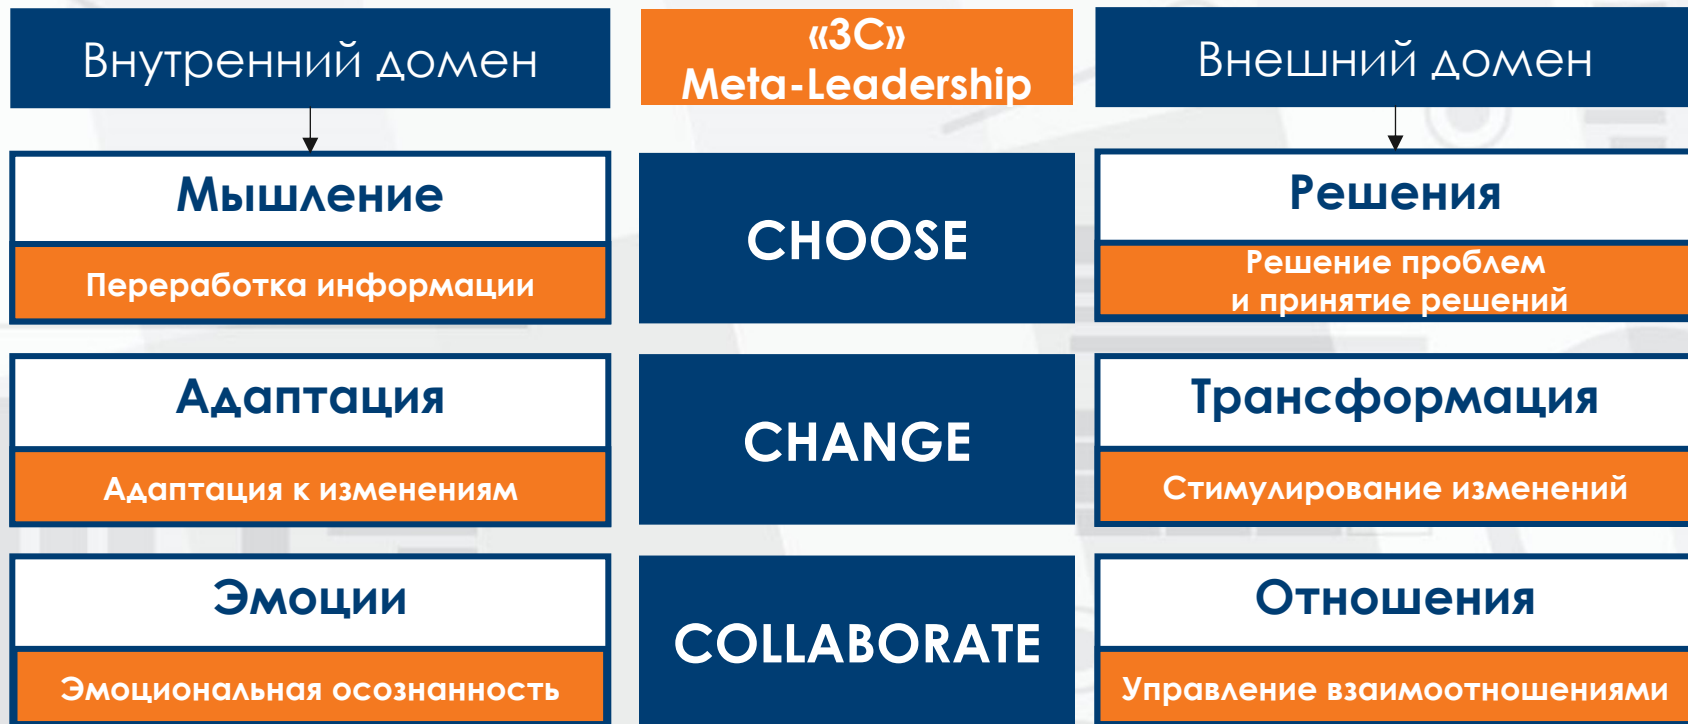 Внутренний домен
«3С»
Meta-Leadership
Внешний домен
Мышление
Переработка информации
CHOOSE
Решения
Решение проблем
и принятие решений
Адаптация
Адаптация к изменениям
CHANGE
Трансформация
Стимулирование изменений
Эмоции
Эмоциональная осознанность
COLLABORATE
Отношения
Управление взаимоотношениями